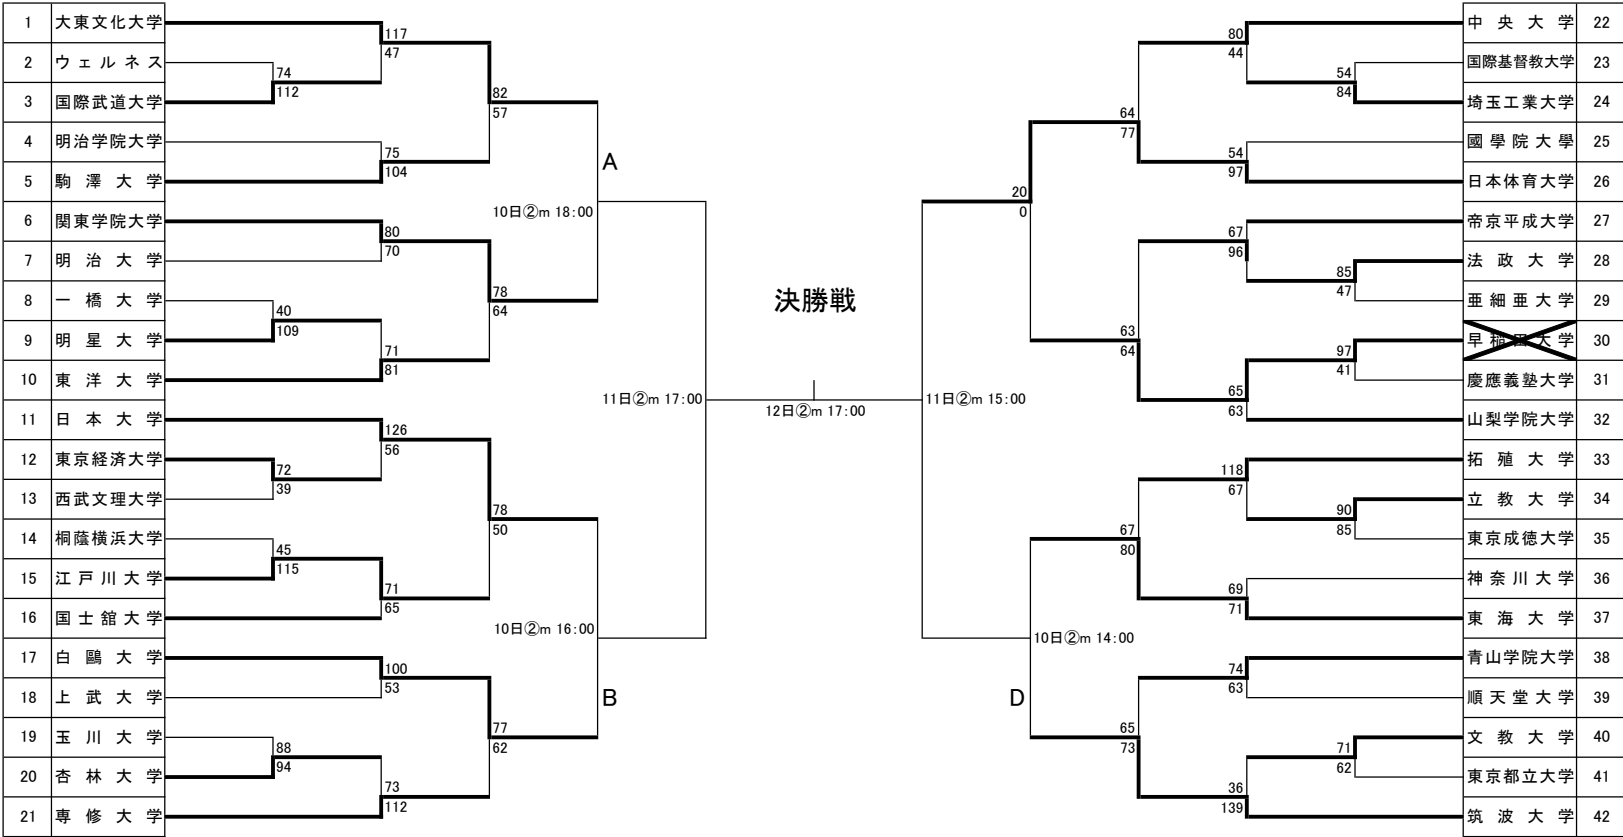 1 大東文化大学
2 ウェルネス
3 国際武道大学
4 明治学院大学
5 駒澤大学
6 関東学院大学
7 明治大学
8 一橋大学
9 明星大学
10 東洋大学
11 日本大学
12 東京経済大学
13 西武文理大学
14 桐蔭横浜大学
15 江戸川大学
16 国士舘大学
17 白鷗大学
18 上武大学
19 玉川大学
20 杏林大学
21 専修大学
74
112
40
109
72
39
45
115
88
94
117
47
75
104
80
70
71
81
126
56
71
65
100
53
73
112
82
57
78
64
78
50
77
62
A
10日②m 18:00
10日②m 16:00
B
11日②m 17:00
決勝戦
12日②m 17:00
11日②m 15:00
20
0
10日②m 14:00
D
64
77
63
64
67
80
65
73
80
44
54
97
67
96
65
63
118
67
69
71
74
63
36
139
54
84
85
47
97
41
90
85
71
62
中央大学 22
国際基督教大学 23
埼玉工業大学 24
國學院大學 25
日本体育大学 26
帝京平成大学 27
法政大学 28
亜細亜大学 29
早稲田大学 30
慶應義塾大学 31
山梨学院大学 32
拓殖大学 33
立教大学 34
東京成徳大学 35
神奈川大学 36
東海大学 37
青山学院大学 38
順天堂大学 39
文教大学 40
東京都立大学 41
筑波大学 42